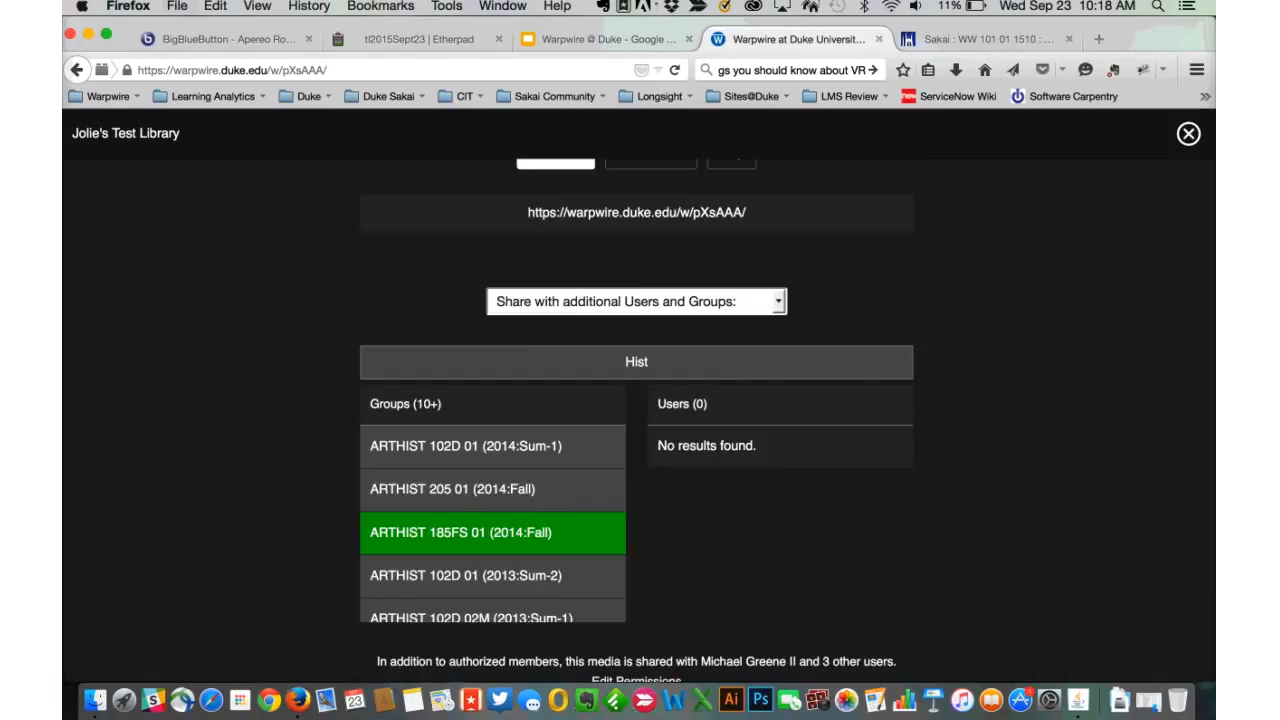 Firefox File Edit View History Bookmarks Tools Window Help 11% Wed Sep 23 10:18 AM
BigBlueButton - Apereo Ro... tl2015Sept23 | Etherpad Warpwire @ Duke - Google ... Warpwire at Duke Universit... Sakai : WW 101 01 1510 : ...
https://warpwire.duke.edu/w/pXsAAA/ gs you should know about VR
Warpwire Learning Analytics Duke Duke Sakai CIT Sakai Community Longsight Sites@Duke LMS Review ServiceNow Wiki Software Carpentry
Jolie's Test Library
https://warpwire.duke.edu/w/pXsAAA/
Share with additional Users and Groups:
Hist
Groups (10+) Users (0)
ARTHIST 102D 01 (2014:Sum-1) No results found.
ARTHIST 205 01 (2014:Fall)
ARTHIST 185FS 01 (2014:Fall)
ARTHIST 102D 01 (2013:Sum-2)
ARTHIST 102D 02M (2013:Sum-1)
In addition to authorized members, this media is shared with Michael Greene II and 3 other users.
Edit Permissions
Ai Ps